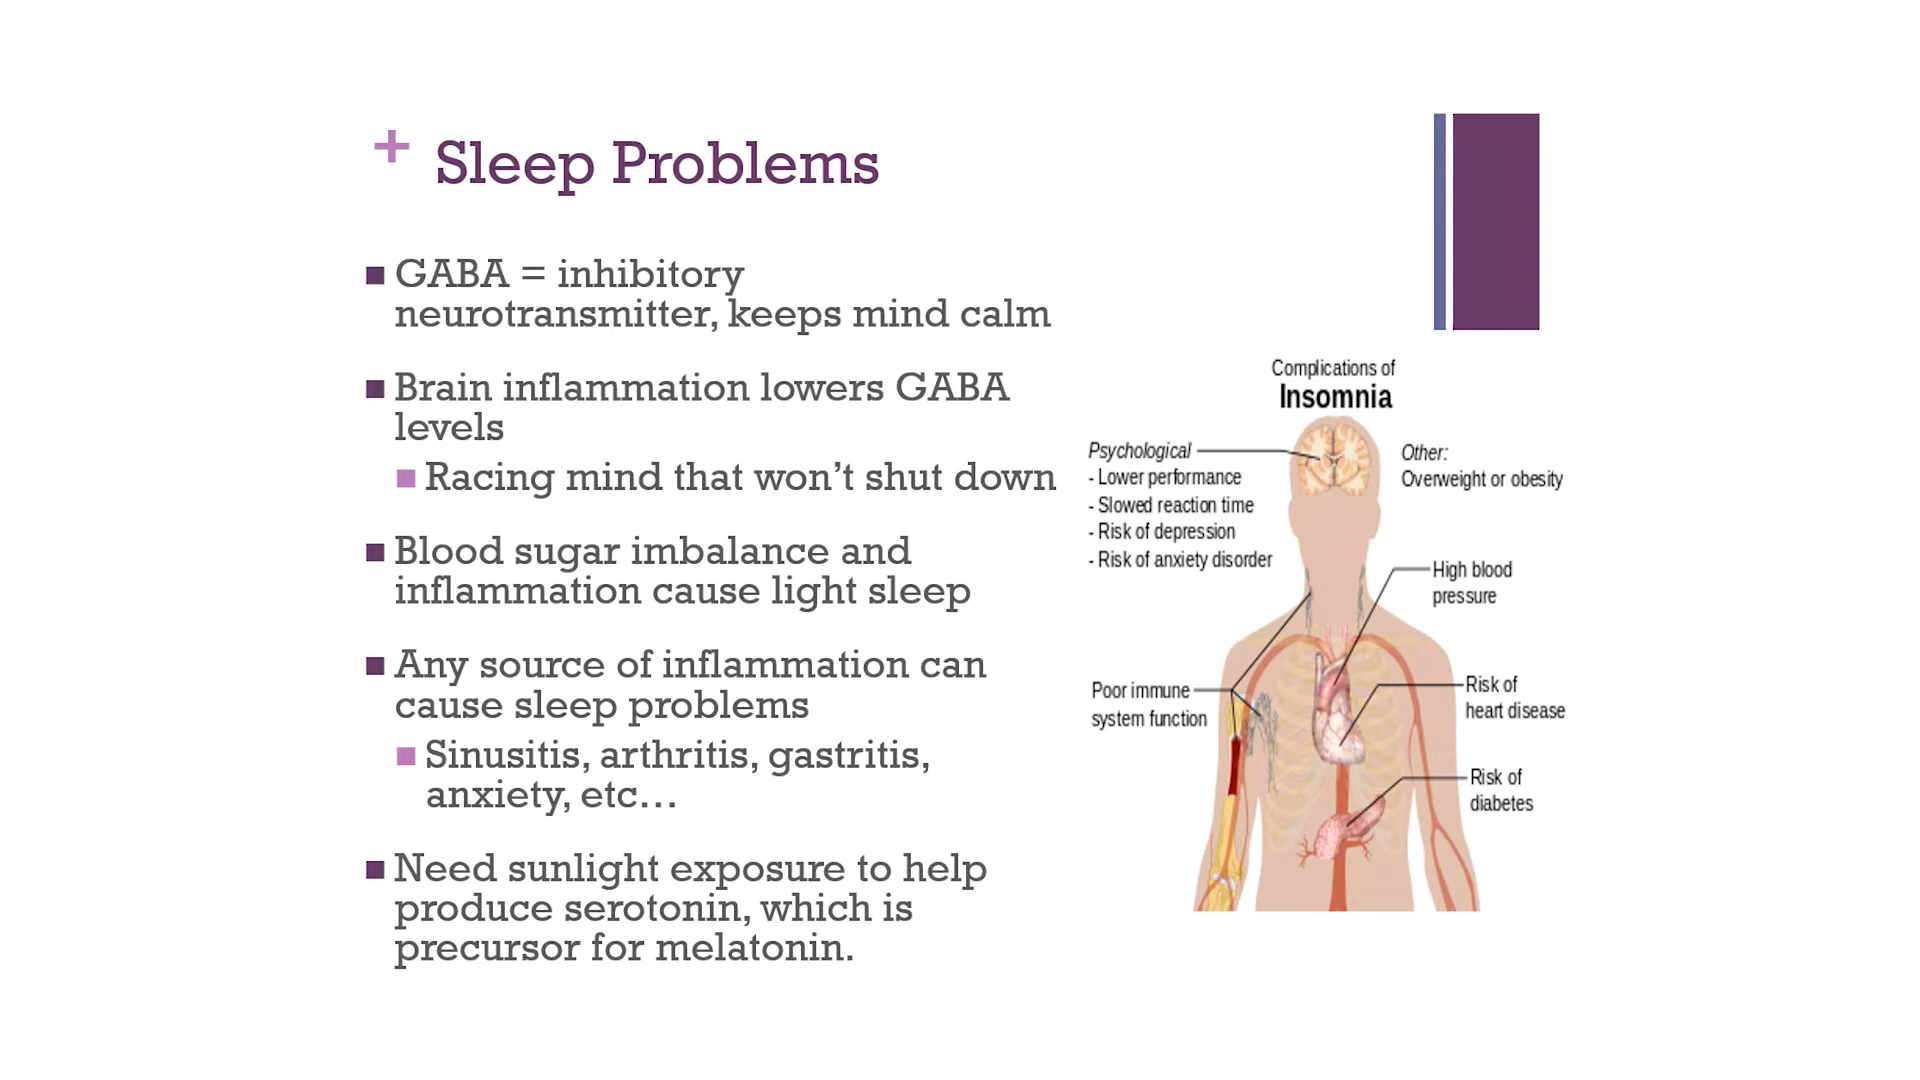 + Sleep Problems
■ GABA = inhibitory
neurotransmitter, keeps mind calm
■ Brain inflammation lowers GABA
levels
■ Racing mind that won’t shut down
■ Blood sugar imbalance and
inflammation cause light sleep
■ Any source of inflammation can
cause sleep problems
■ Sinusitis, arthritis, gastritis,
anxiety, etc…
■ Need sunlight exposure to help
produce serotonin, which is
precursor for melatonin.
Complications of
Insomnia
Psychological
- Lower performance
- Slowed reaction time
- Risk of depression
- Risk of anxiety disorder
Other:
Overweight or obesity
High blood
pressure
Poor immune
system function
Risk of
heart disease
Risk of
diabetes